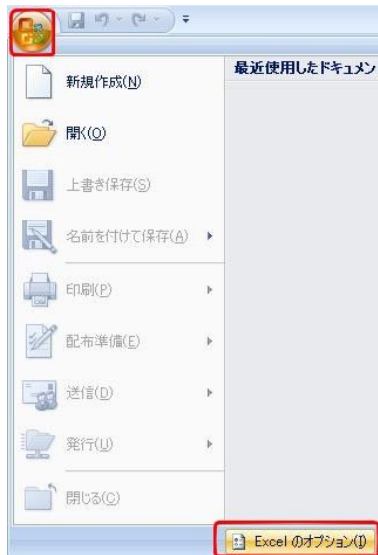 最近使用したドキュメン
新規作成(N)
開く(O)
上書き保存(S)
名前を付けて保存(A)
印刷(P)
配布準備(E)
送信(D)
発行(U)
閉じる(C)
Excel のオプション(I)